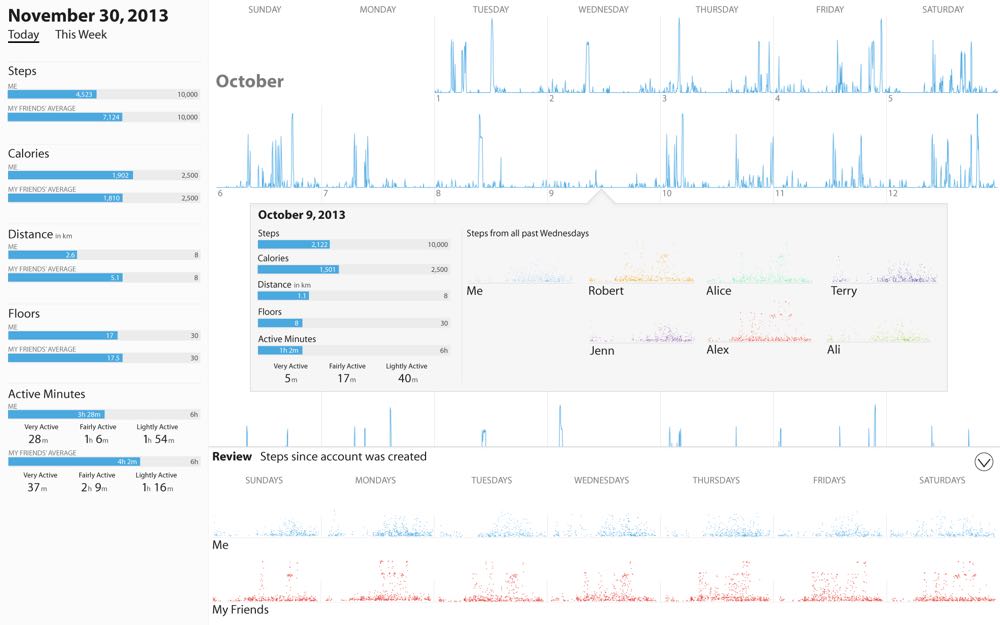 November 30, 2013
Today This Week
Steps
ME
4,523 10,000
MY FRIENDS' AVERAGE
7,124 10,000
Calories
ME
1,902 2,500
MY FRIENDS' AVERAGE
1,810 2,500
Distance in km
ME
2.6 8
MY FRIENDS' AVERAGE
5.1 8
Floors
ME
17 30
MY FRIENDS' AVERAGE
17.5 30
Active Minutes
ME
3h 28m 6h
Very Active Fairly Active Lightly Active
28m 1h 6m 1h 54m
MY FRIENDS' AVERAGE
4h 2m 6h
Very Active Fairly Active Lightly Active
37m 2h 9m 1h 16m
SUNDAY MONDAY TUESDAY WEDNESDAY THURSDAY FRIDAY SATURDAY
October
1 2 3 4 5
6 7 8 9 10 11 12
October 9, 2013
Steps
2,122 10,000
Calories
1,501 2,500
Distance in km
1.1 8
Floors
8 30
Active Minutes
1h 2m 6h
Very Active Fairly Active Lightly Active
5m 17m 40m
Steps from all past Wednesdays
Me Robert Alice Terry
Jenn Alex Ali
Review Steps since account was created
SUNDAYS MONDAYS TUESDAYS WEDNESDAYS THURSDAYS FRIDAYS SATURDAYS
Me
My Friends